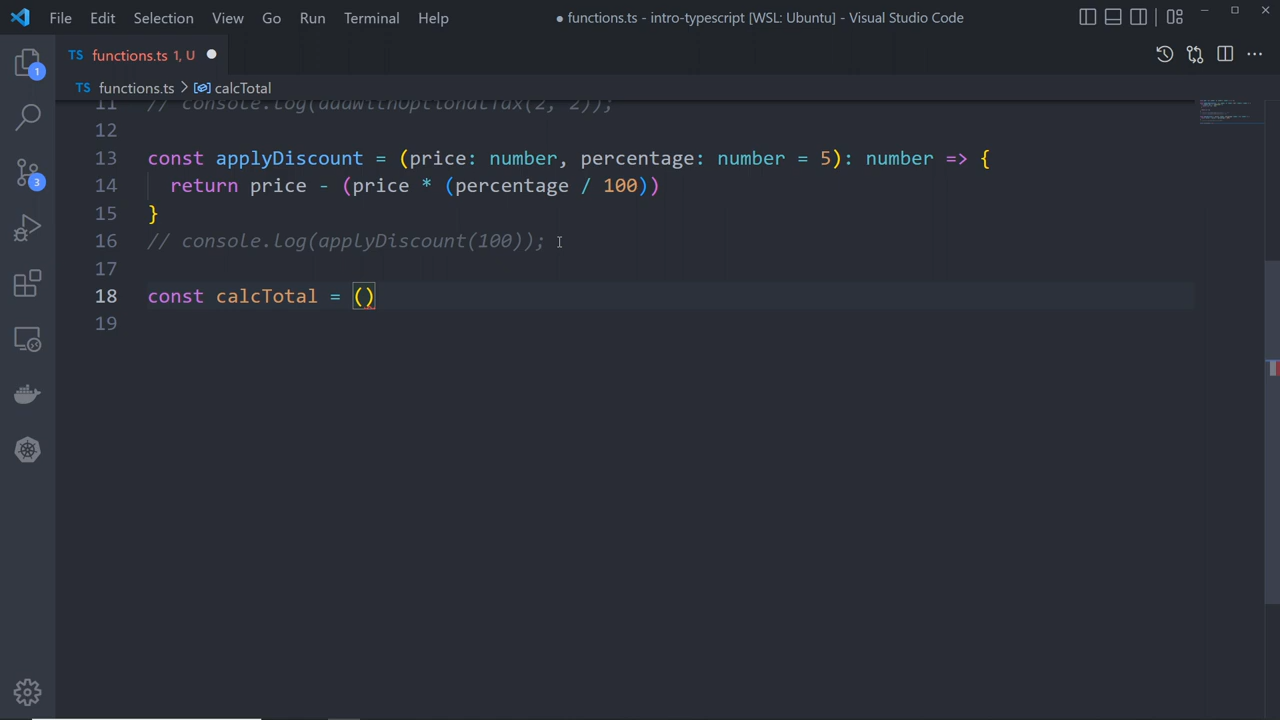 File Edit Selection View Go Run Terminal Help ● functions.ts - intro-typescript [WSL: Ubuntu] - Visual Studio Code
TS functions.ts 1, U
TS functions.ts > calcTotal
11 // console.log(addWithOptionalTax(2, 2));
12
13 const applyDiscount = (price: number, percentage: number = 5): number => {
14 return price - (price * (percentage / 100))
15 }
16 // console.log(applyDiscount(100));
17
18 const calcTotal = ()
19
1
3